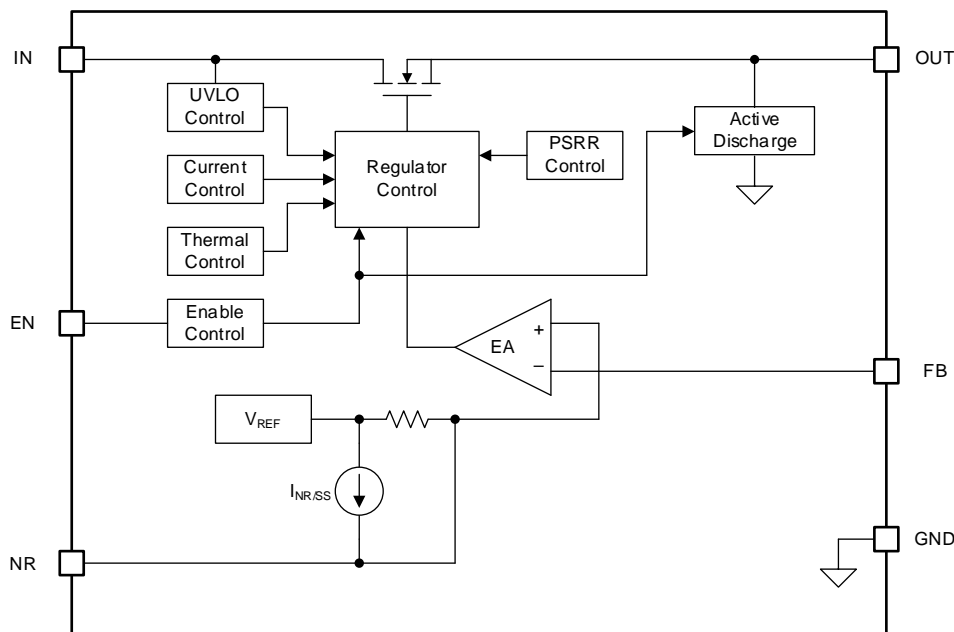 IN
OUT
UVLO
Control
Active
Discharge
Regulator
Control
PSRR
Control
Current
Control
Thermal
Control
Enable
Control
EN
EA
+
−
FB
VREF
INR/SS
NR
GND